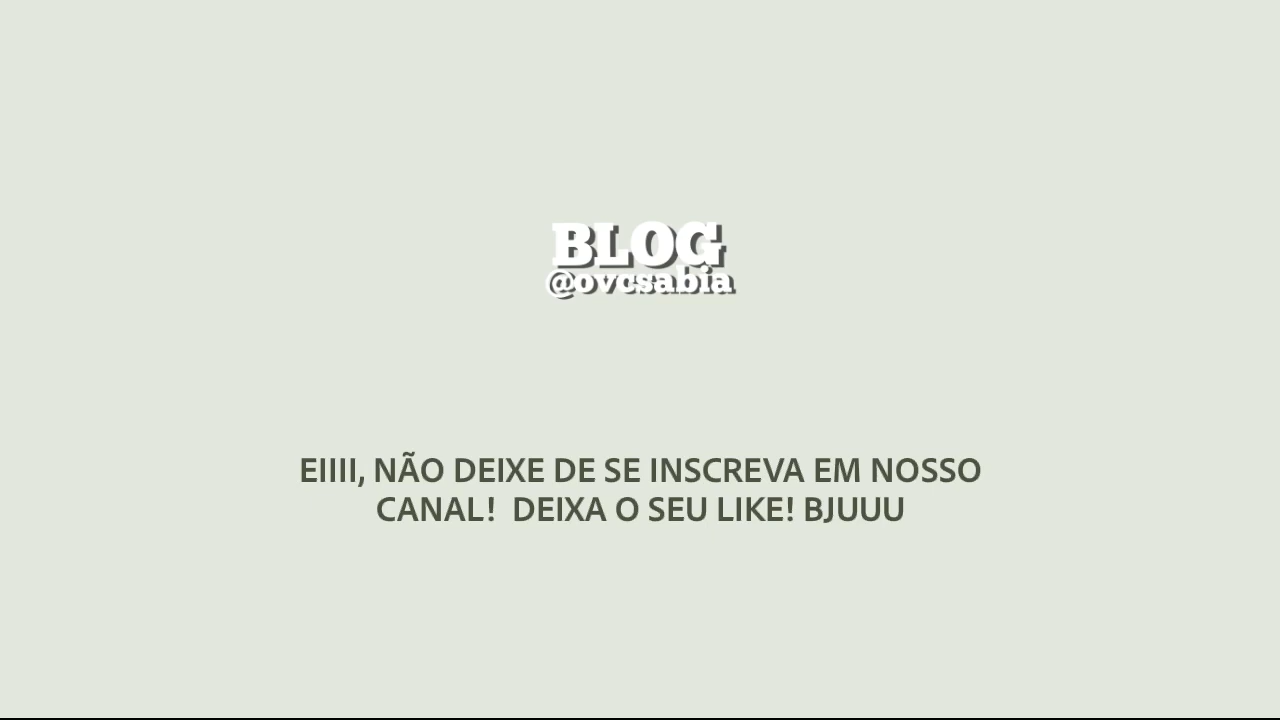 BLOG
@ovcsabia
EIIII, NÃO DEIXE DE SE INSCREVA EM NOSSO
CANAL!  DEIXA O SEU LIKE! BJUUU